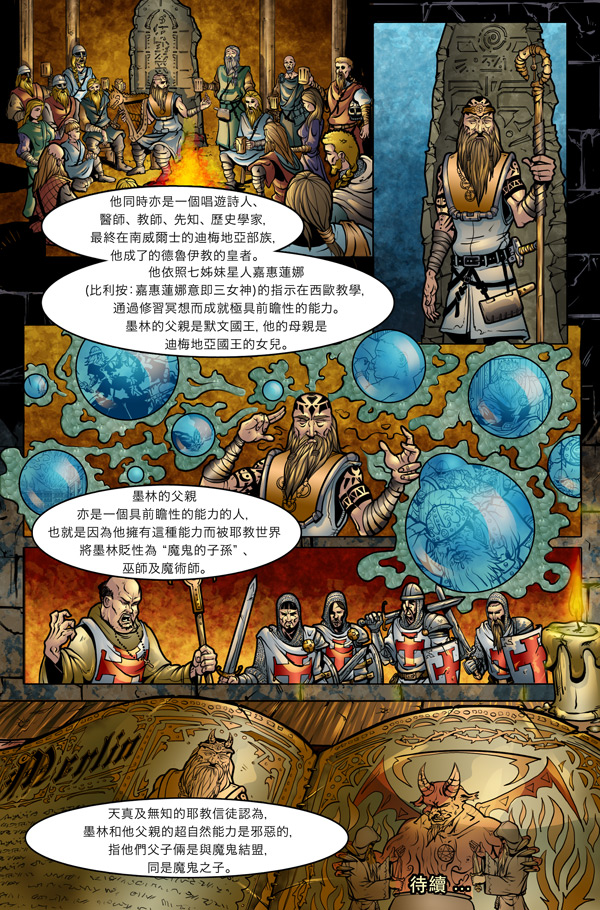 他同時亦是一個唱遊詩人、
醫師、教師、先知、歷史學家,
最終在南威爾士的迪梅地亞部族,
他成了的德魯伊教的皇者。
他依照七姊妹星人嘉惠蓮娜
(比利按:嘉惠蓮娜意即三女神)的指示在西歐教學,
通過修習冥想而成就極具前瞻性的能力。
墨林的父親是默文國王, 他的母親是
迪梅地亞國王的女兒。
墨林的父親
亦是一個具前瞻性的能力的人,
也就是因為他擁有這種能力而被耶教世界
將墨林貶性為“魔鬼的子孫”、
巫師及魔術師。
Merlin
天真及無知的耶教信徒認為,
墨林和他父親的超自然能力是邪惡的,
指他們父子倆是與魔鬼結盟,
同是魔鬼之子。
待續 ...